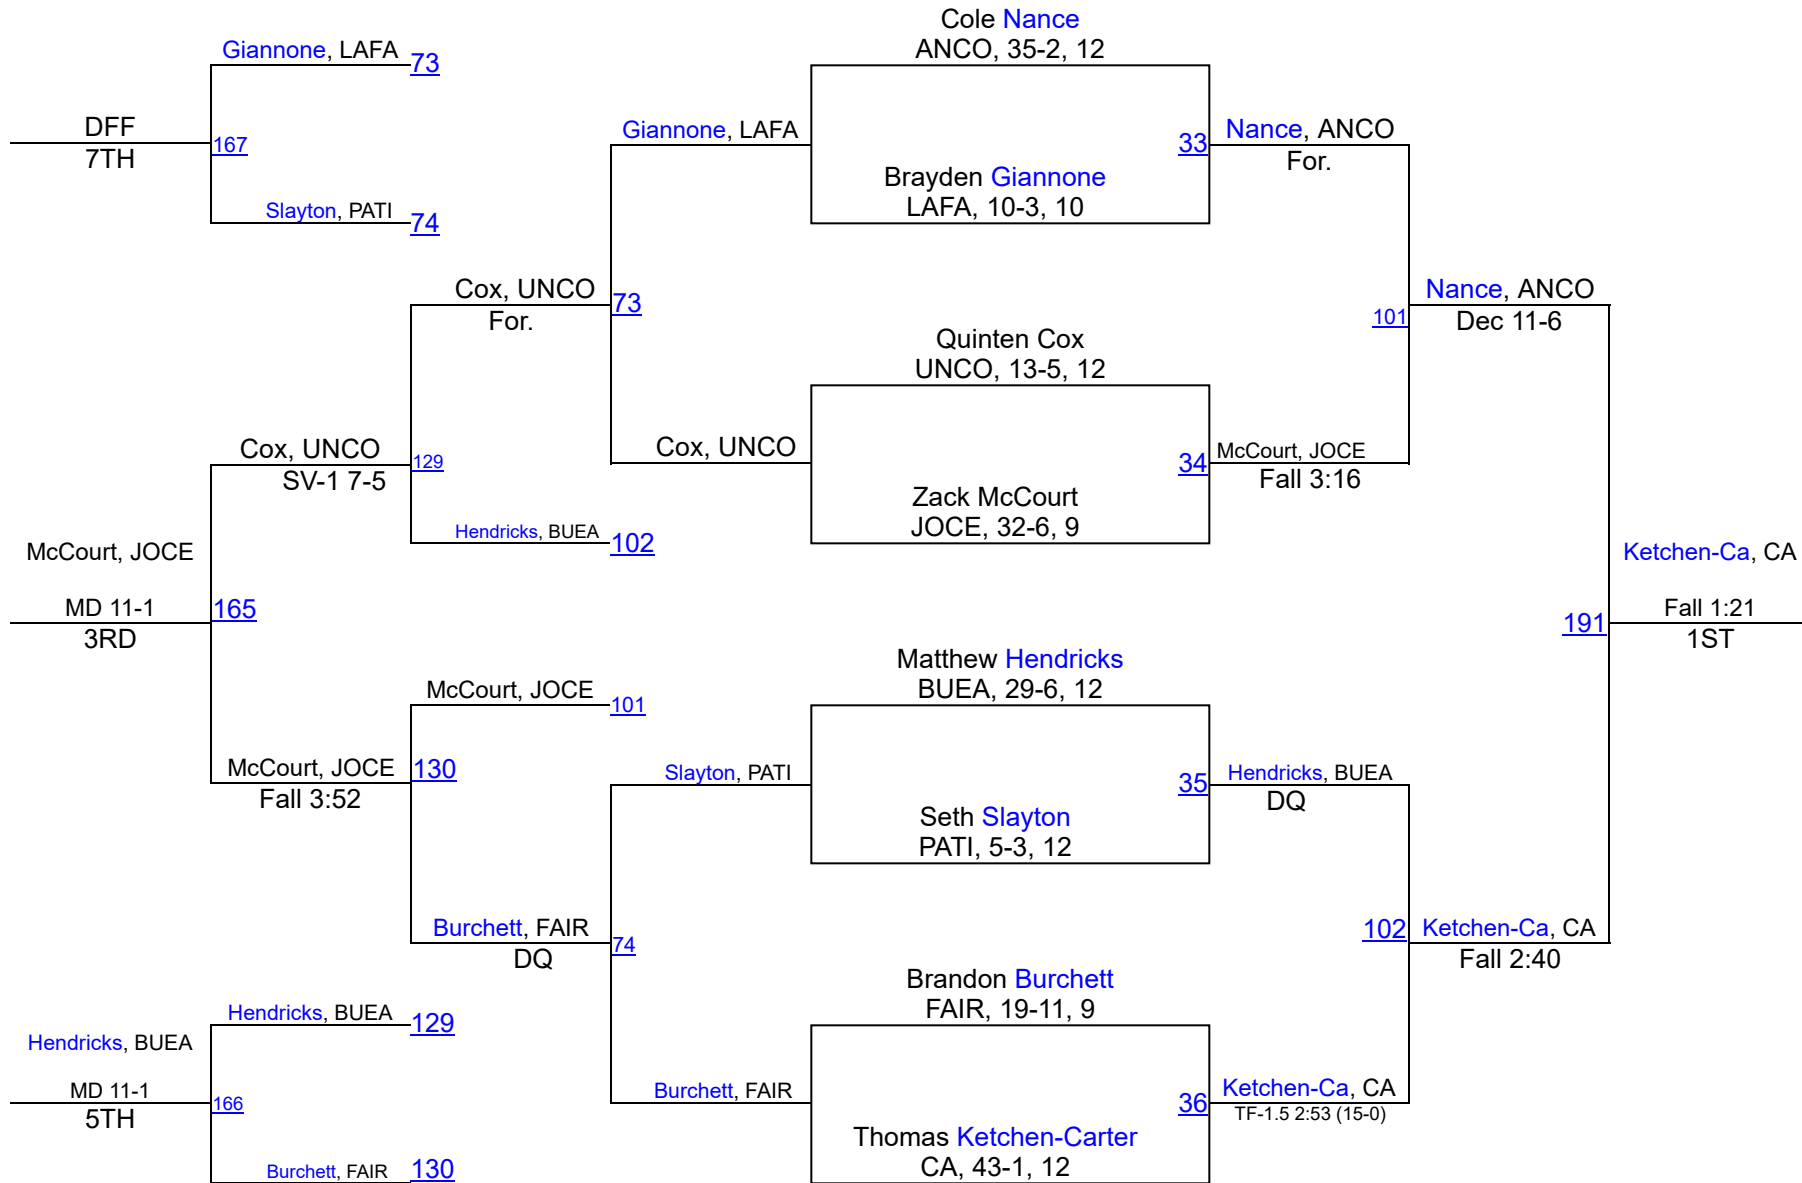 Cole Nance
ANCO, 35-2, 12
Giannone, LAFA
73
DFF
7TH
167
Slayton, PATI
74
Giannone, LAFA
33
Nance, ANCO
For.
Brayden Giannone
LAFA, 10-3, 10
Cox, UNCO
For.
73
Nance, ANCO
Dec 11-6
101
Quinten Cox
UNCO, 13-5, 12
Cox, UNCO
SV-1 7-5
129
Cox, UNCO
34
McCourt, JOCE
Fall 3:16
Zack McCourt
JOCE, 32-6, 9
Hendricks, BUEA
102
McCourt, JOCE
MD 11-1
3RD
165
Ketchen-Ca, CA
Fall 1:21
1ST
191
Matthew Hendricks
BUEA, 29-6, 12
McCourt, JOCE
101
McCourt, JOCE
Fall 3:52
130
Slayton, PATI
35
Hendricks, BUEA
DQ
Seth Slayton
PATI, 5-3, 12
Burchett, FAIR
DQ
74
102
Ketchen-Ca, CA
Fall 2:40
Brandon Burchett
FAIR, 19-11, 9
Hendricks, BUEA
129
Hendricks, BUEA
MD 11-1
5TH
166
Burchett, FAIR
36
Ketchen-Ca, CA
TF-1.5 2:53 (15-0)
Thomas Ketchen-Carter
CA, 43-1, 12
Burchett, FAIR
130